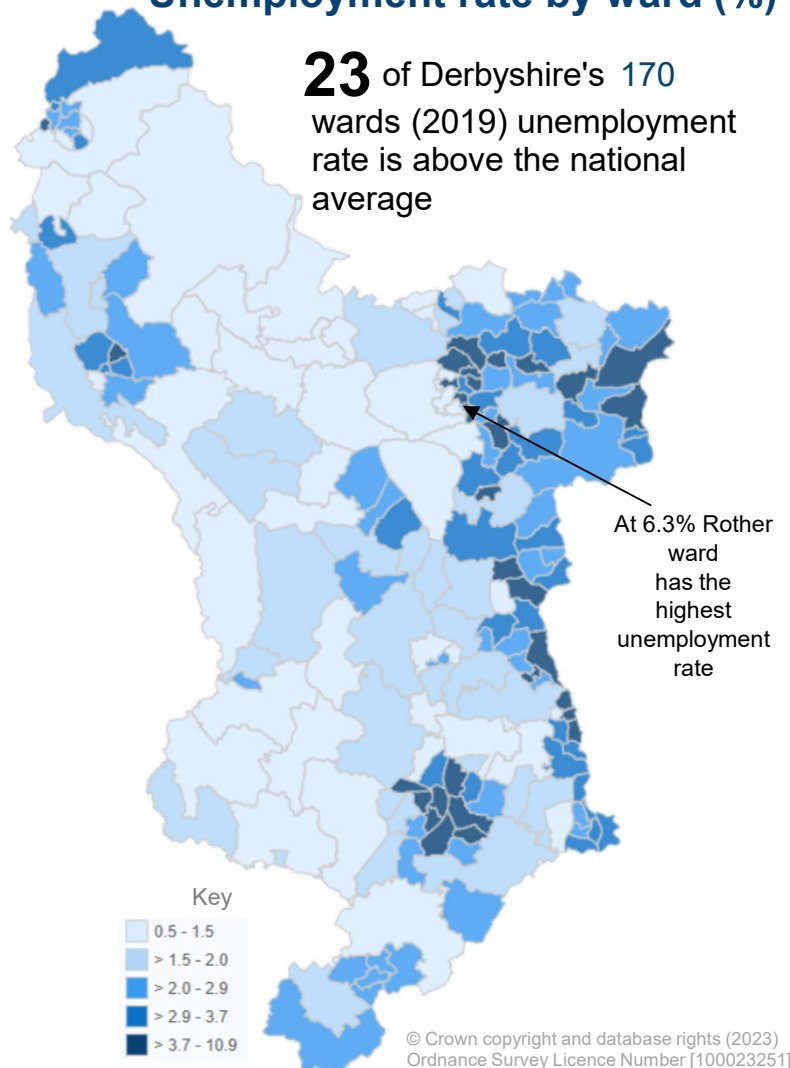 Unemployment rate by ward (%)
23 of Derbyshire's 170
wards (2019) unemployment
rate is above the national
average
At 6.3% Rother
ward
has the
highest
unemployment
rate
Key
0.5 - 1.5
> 1.5 - 2.0
> 2.0 - 2.9
> 2.9 - 3.7
> 3.7 - 10.9
© Crown copyright and database rights (2023)
Ordnance Survey Licence Number [100023251]